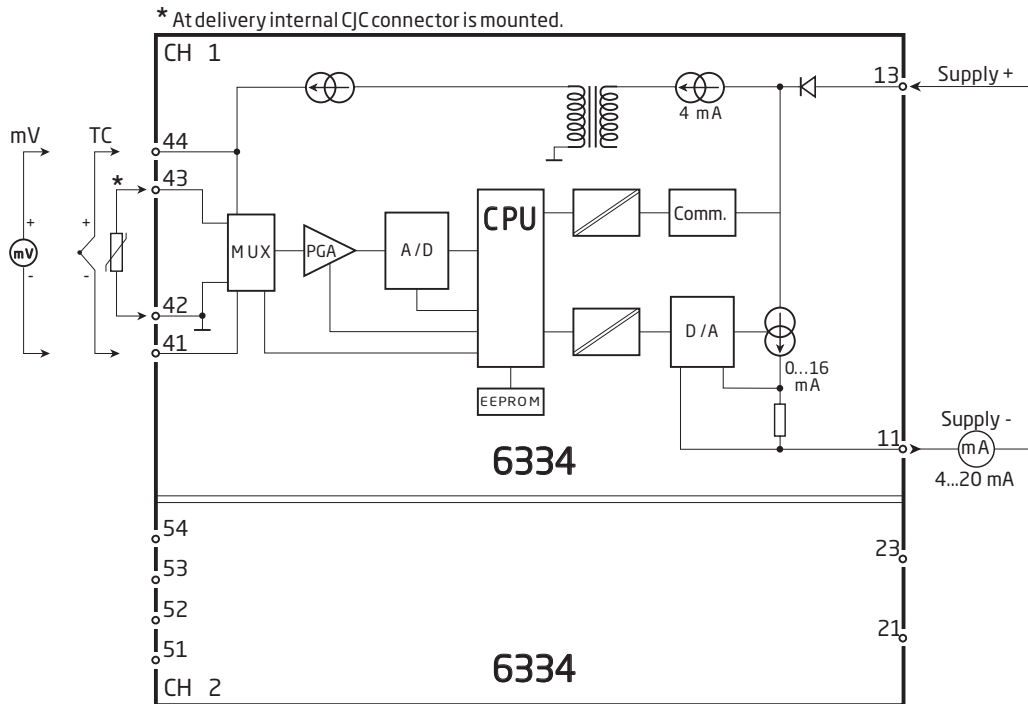 * At delivery internal CJC connector is mounted.
CH 1
13
Supply +
4 mA
mV
TC
44
*
43
+
+
mV
-
-
MUX
PGA
A/D
CPU
Comm.
42
41
D/A
0...16
mA
EEPROM
11
Supply -
mA
4...20 mA
6334
54
53
52
51
23
21
6334
CH 2